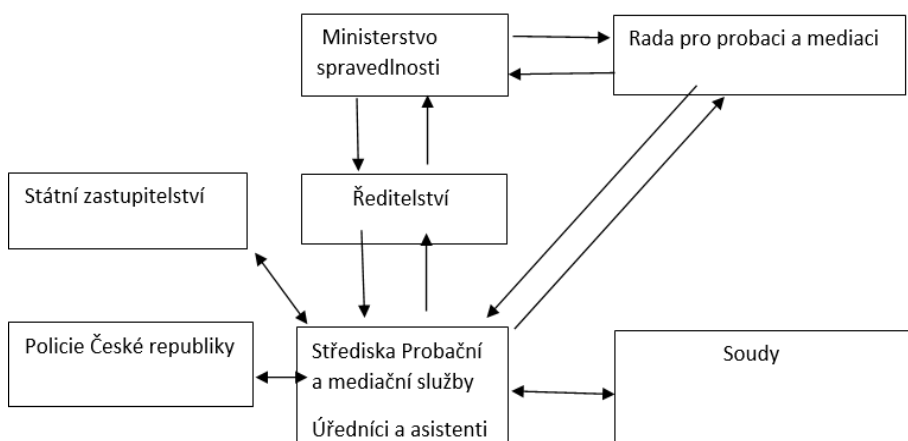 Ministerstvo
spravedlnosti
Rada pro probaci a mediaci
Státní zastupitelství
Ředitelství
Policie České republiky
Střediska Probační
a mediační služby
Úředníci a asistenti
Soudy